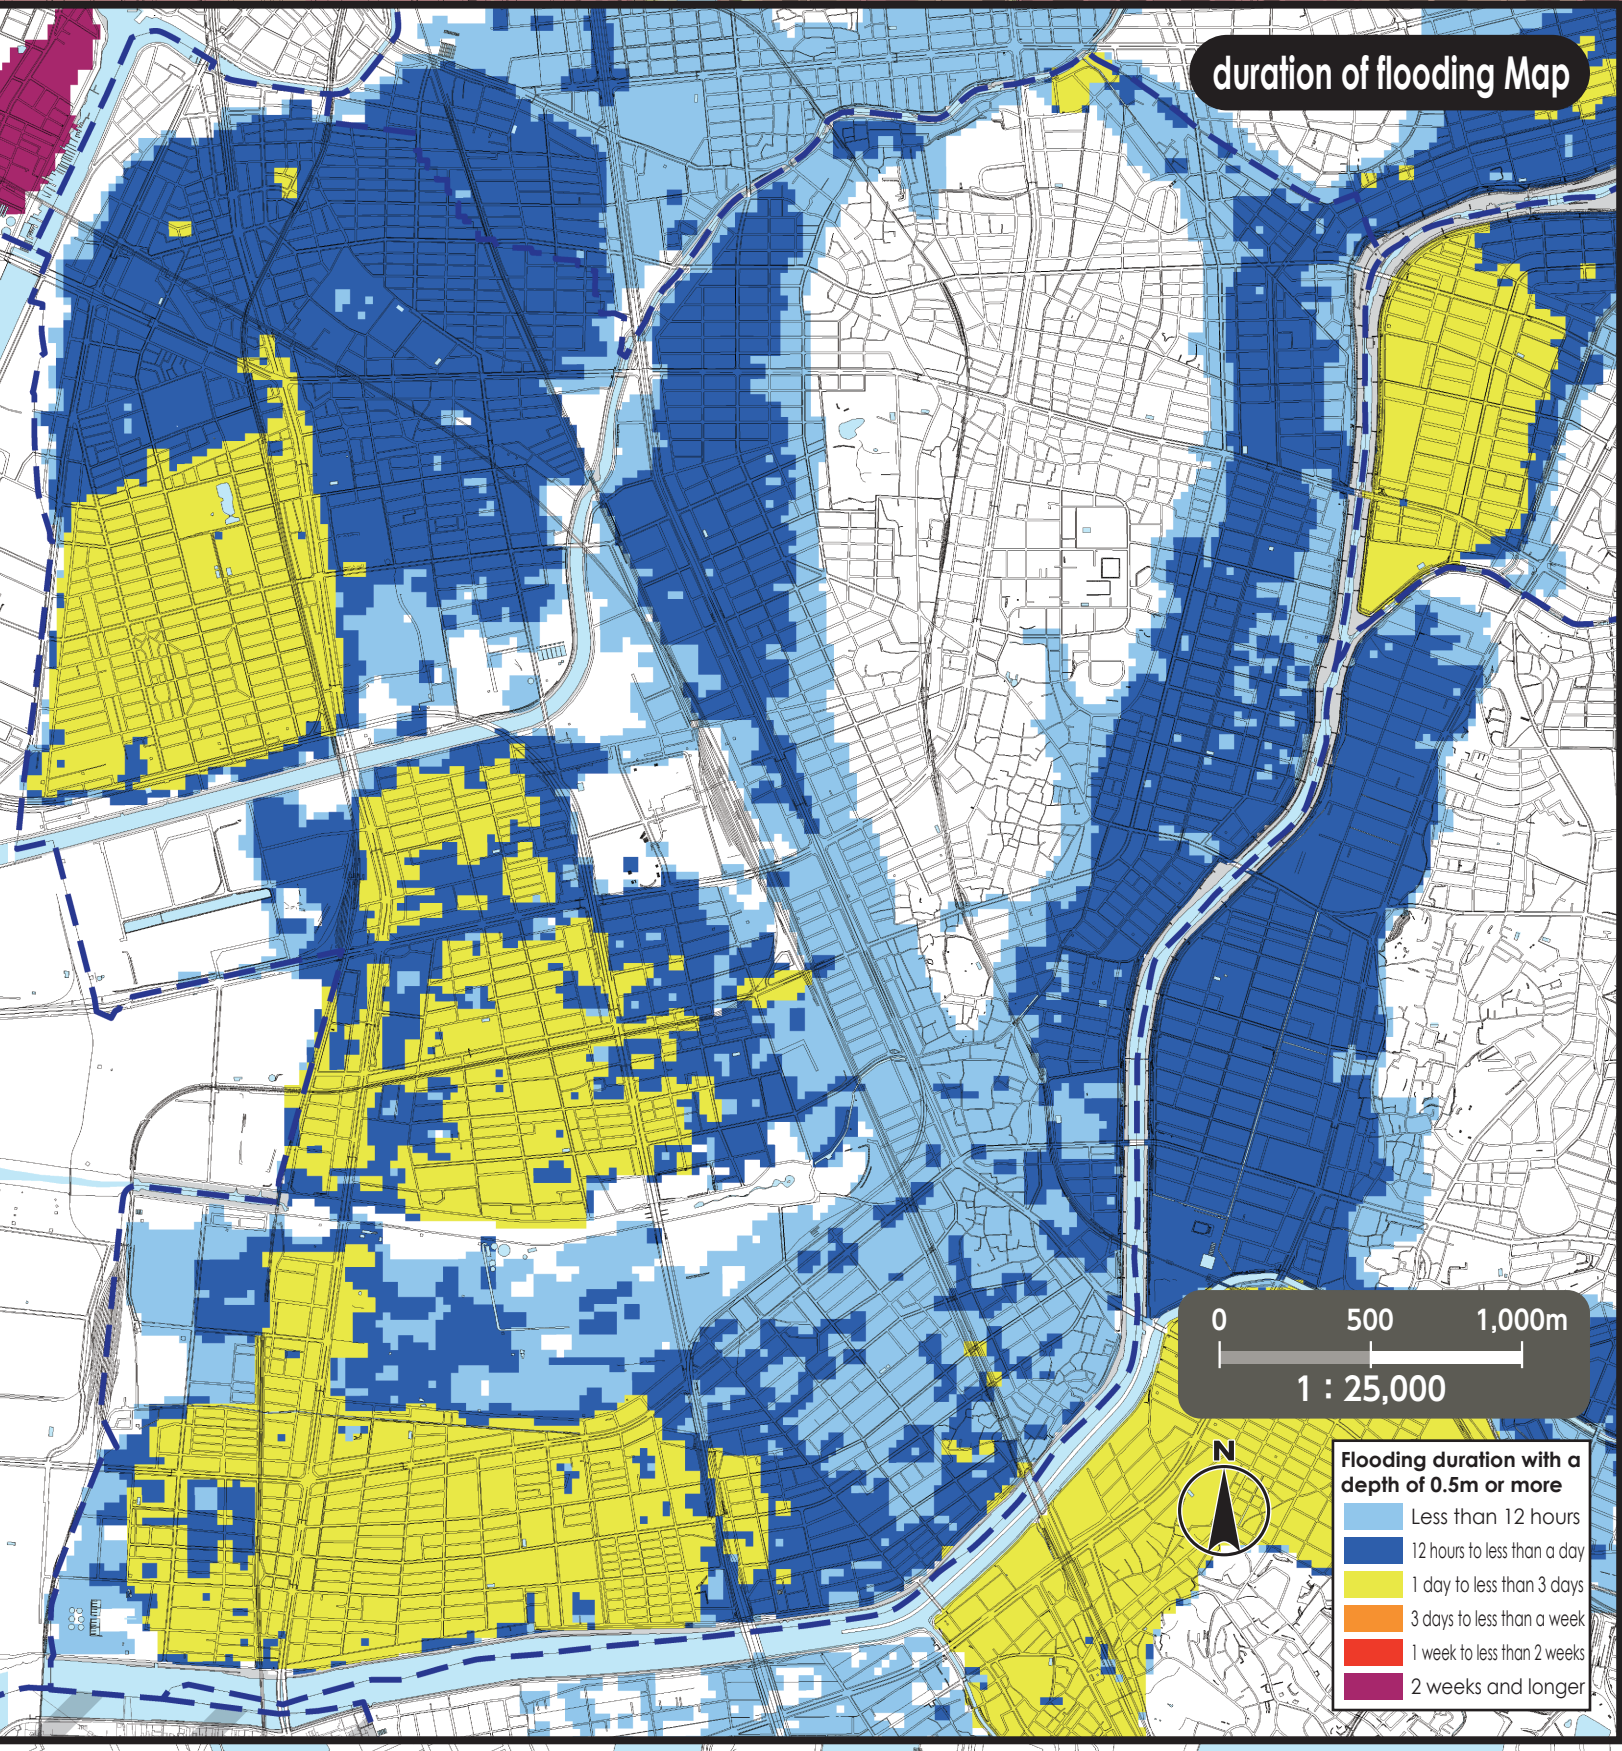 duration of flooding Map
0 500 1,000m
1 : 25,000
N
Flooding duration with a
depth of 0.5m or more
Less than 12 hours
12 hours to less than a day
1 day to less than 3 days
3 days to less than a week
1 week to less than 2 weeks
2 weeks and longer